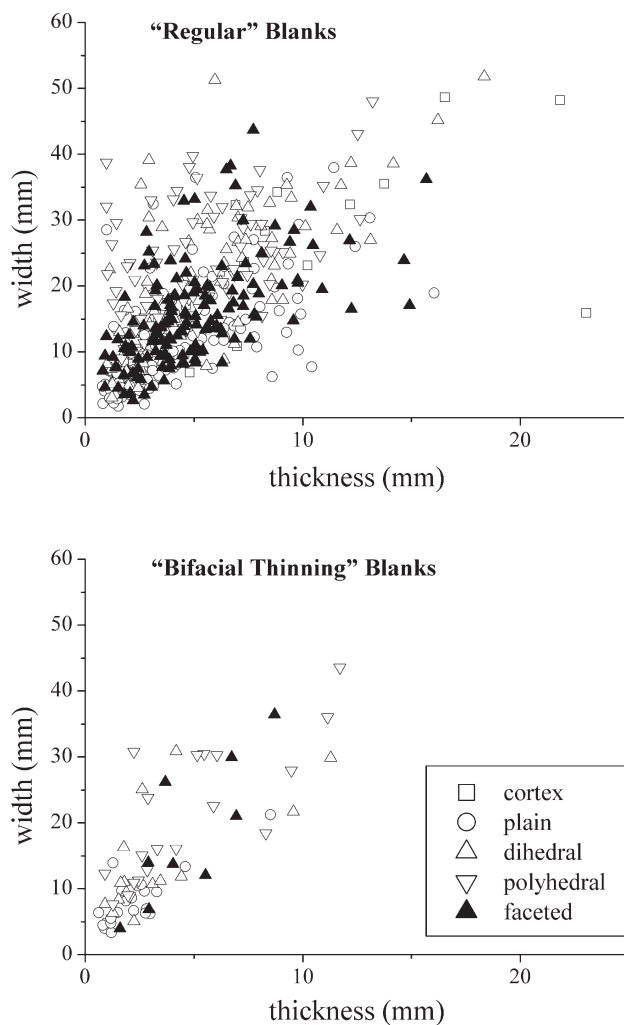 “Regular” Blanks
60
50
40
30
20
10
0
width (mm)
0 10 20
thickness (mm)
“Bifacial Thinning” Blanks
60
50
40
30
20
10
0
width (mm)
cortex
plain
dihedral
polyhedral
faceted
0 10 20
thickness (mm)